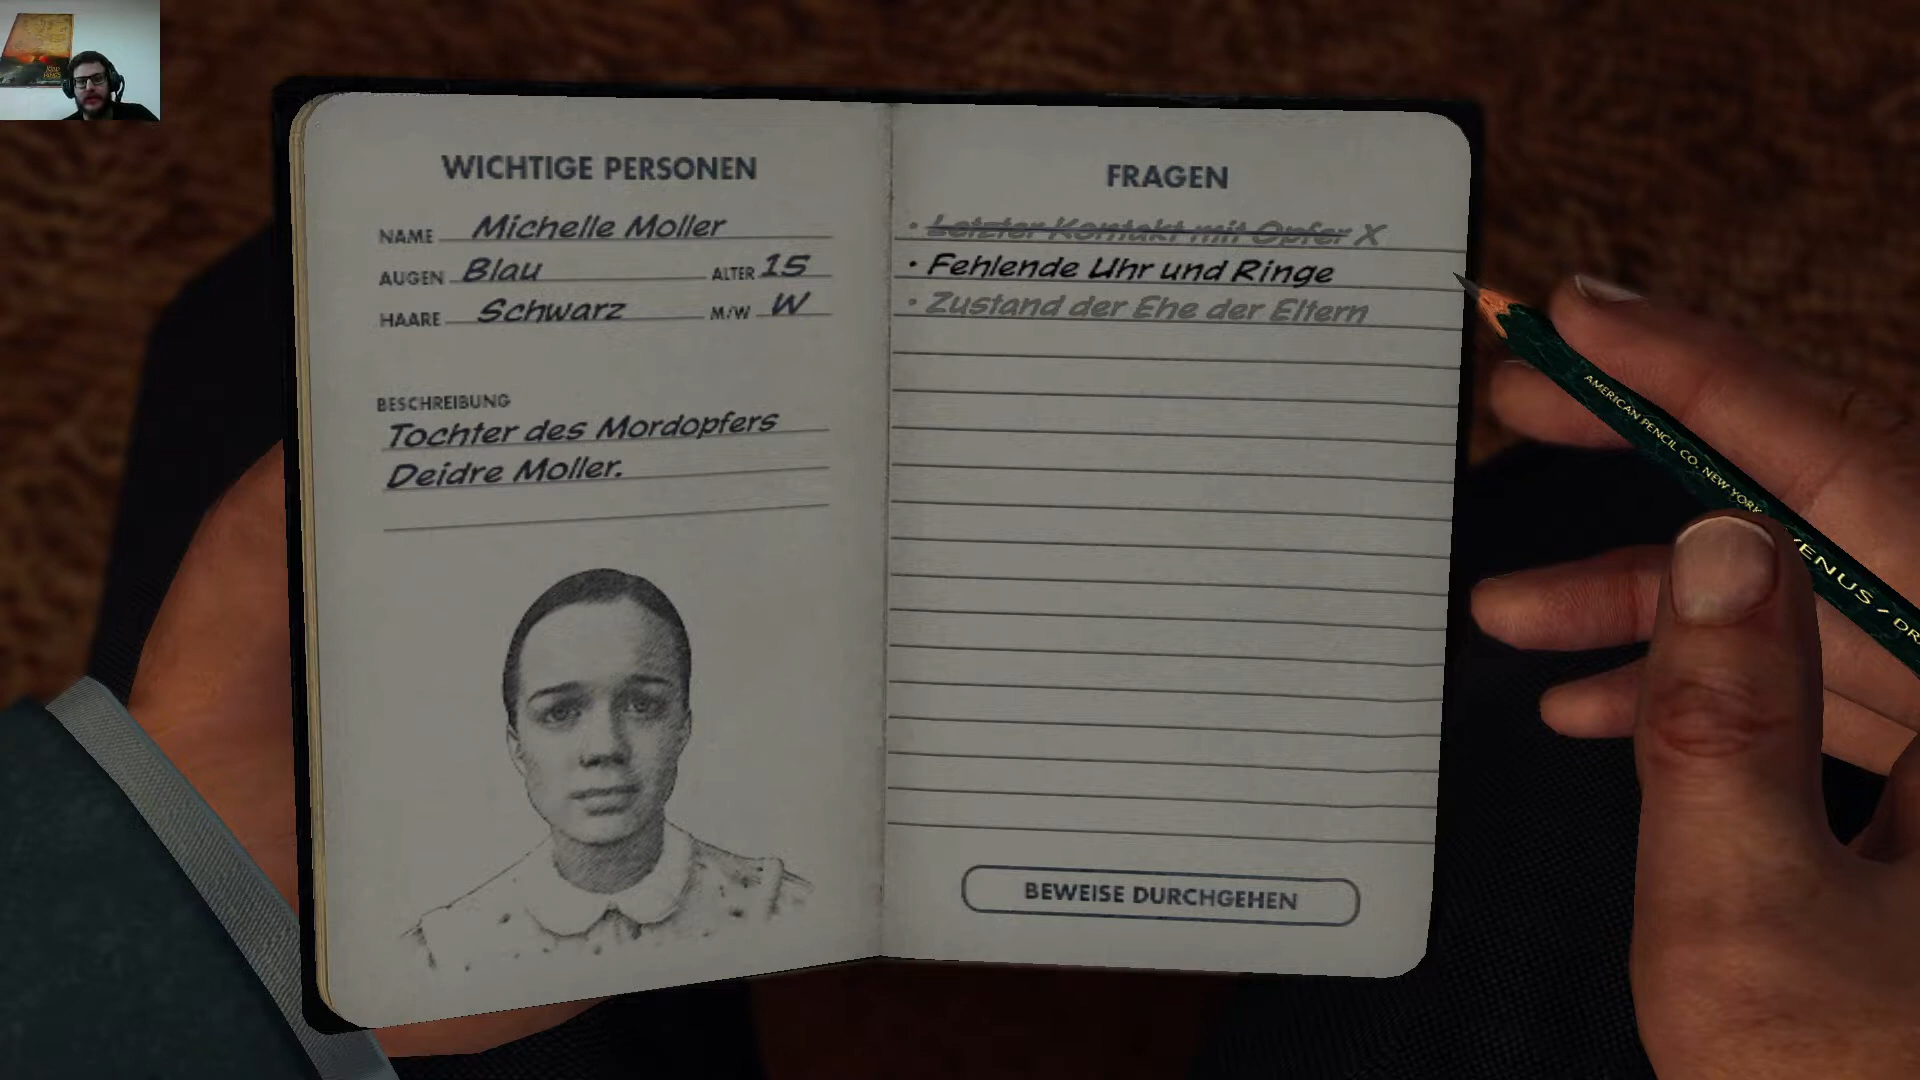 WICHTIGE PERSONEN
NAME Michelle Moller
AUGEN Blau ALTER 15
HAARE Schwarz M/W W
BESCHREIBUNG
Tochter des Mordopfers
Deidre Moller.
FRAGEN
• Letzter Kontakt mit Opfer X
• Fehlende Uhr und Ringe
• Zustand der Ehe der Eltern
BEWEISE DURCHGEHEN
AMERICAN PENCIL CO. NEW YORK
VENUS / DR